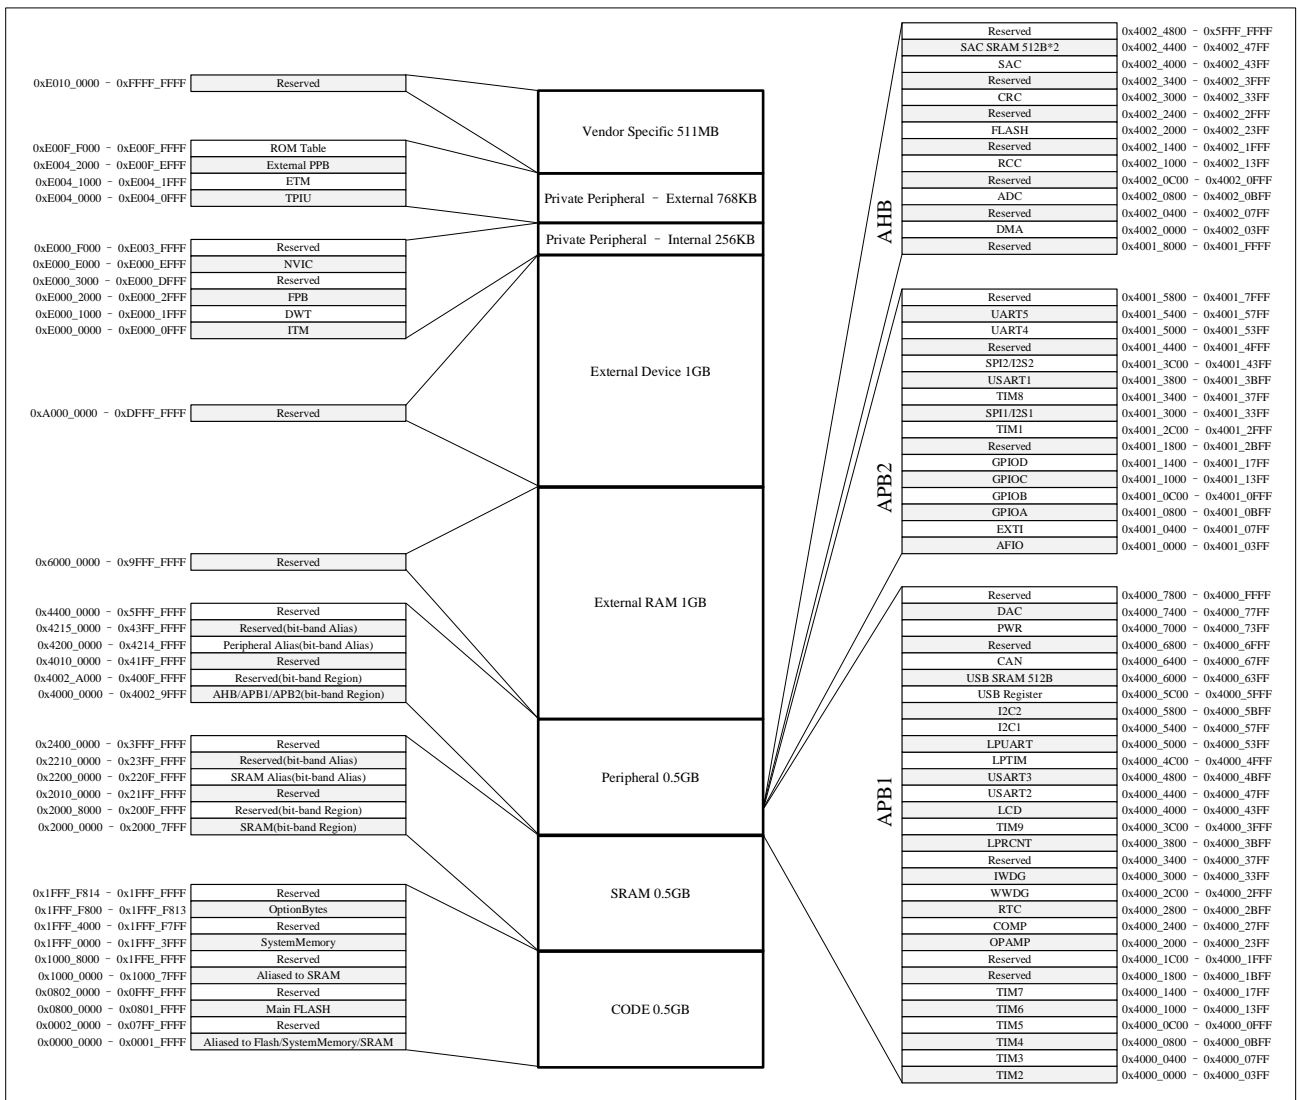 0xE010_0000 - 0xFFFF_FFFF Reserved
0xE00F_F000 - 0xE00F_FFFF ROM Table
0xE004_2000 - 0xE00F_EFFF External PPB
0xE004_1000 - 0xE004_1FFF ETM
0xE004_0000 - 0xE004_0FFF TPIU
0xE000_F000 - 0xE003_FFFF Reserved
0xE000_E000 - 0xE000_EFFF NVIC
0xE000_3000 - 0xE000_DFFF Reserved
0xE000_2000 - 0xE000_2FFF FPB
0xE000_1000 - 0xE000_1FFF DWT
0xE000_0000 - 0xE000_0FFF ITM
0xA000_0000 - 0xDFFF_FFFF Reserved
0x6000_0000 - 0x9FFF_FFFF Reserved
0x4400_0000 - 0x5FFF_FFFF Reserved
0x4215_0000 - 0x43FF_FFFF Reserved(bit-band Alias)
0x4200_0000 - 0x4214_FFFF Peripheral Alias(bit-band Alias)
0x4010_0000 - 0x41FF_FFFF Reserved
0x4002_A000 - 0x400F_FFFF Reserved(bit-band Region)
0x4000_0000 - 0x4002_9FFF AHB/APB1/APB2(bit-band Region)
0x2400_0000 - 0x3FFF_FFFF Reserved
0x2210_0000 - 0x23FF_FFFF Reserved(bit-band Alias)
0x2200_0000 - 0x220F_FFFF SRAM Alias(bit-band Alias)
0x2010_0000 - 0x21FF_FFFF Reserved
0x2000_8000 - 0x200F_FFFF Reserved(bit-band Region)
0x2000_0000 - 0x2000_7FFF SRAM(bit-band Region)
0x1FFF_F814 - 0x1FFF_FFFF Reserved
0x1FFF_F800 - 0x1FFF_F813 OptionBytes
0x1FFF_4000 - 0x1FFF_F7FF Reserved
0x1FFF_0000 - 0x1FFF_3FFF SystemMemory
0x1000_8000 - 0x1FFE_FFFF Reserved
0x1000_0000 - 0x1000_7FFF Aliased to SRAM
0x0802_0000 - 0x0FFF_FFFF Reserved
0x0800_0000 - 0x0801_FFFF Main FLASH
0x0002_0000 - 0x07FF_FFFF Reserved
0x0000_0000 - 0x0001_FFFF Aliased to Flash/SystemMemory/SRAM
Vendor Specific 511MB
Private Peripheral - External 768KB
Private Peripheral - Internal 256KB
External Device 1GB
External RAM 1GB
Peripheral 0.5GB
SRAM 0.5GB
CODE 0.5GB
AHB
Reserved 0x4002_4800 - 0x5FFF_FFFF
SAC SRAM 512B*2 0x4002_4400 - 0x4002_47FF
SAC 0x4002_4000 - 0x4002_43FF
Reserved 0x4002_3400 - 0x4002_3FFF
CRC 0x4002_3000 - 0x4002_33FF
Reserved 0x4002_2400 - 0x4002_2FFF
FLASH 0x4002_2000 - 0x4002_23FF
Reserved 0x4002_1400 - 0x4002_1FFF
RCC 0x4002_1000 - 0x4002_13FF
Reserved 0x4002_0C00 - 0x4002_0FFF
ADC 0x4002_0800 - 0x4002_0BFF
Reserved 0x4002_0400 - 0x4002_07FF
DMA 0x4002_0000 - 0x4002_03FF
Reserved 0x4001_8000 - 0x4001_FFFF
APB2
Reserved 0x4001_5800 - 0x4001_7FFF
UART5 0x4001_5400 - 0x4001_57FF
UART4 0x4001_5000 - 0x4001_53FF
Reserved 0x4001_4400 - 0x4001_4FFF
SPI2/I2S2 0x4001_3C00 - 0x4001_43FF
USART1 0x4001_3800 - 0x4001_3BFF
TIM8 0x4001_3400 - 0x4001_37FF
SPI1/I2S1 0x4001_3000 - 0x4001_33FF
TIM1 0x4001_2C00 - 0x4001_2FFF
Reserved 0x4001_1800 - 0x4001_2BFF
GPIOD 0x4001_1400 - 0x4001_17FF
GPIOC 0x4001_1000 - 0x4001_13FF
GPIOB 0x4001_0C00 - 0x4001_0FFF
GPIOA 0x4001_0800 - 0x4001_0BFF
EXTI 0x4001_0400 - 0x4001_07FF
AFIO 0x4001_0000 - 0x4001_03FF
APB1
Reserved 0x4000_7800 - 0x4000_FFFF
DAC 0x4000_7400 - 0x4000_77FF
PWR 0x4000_7000 - 0x4000_73FF
Reserved 0x4000_6800 - 0x4000_6FFF
CAN 0x4000_6400 - 0x4000_67FF
USB SRAM 512B 0x4000_6000 - 0x4000_63FF
USB Register 0x4000_5C00 - 0x4000_5FFF
I2C2 0x4000_5800 - 0x4000_5BFF
I2C1 0x4000_5400 - 0x4000_57FF
LPUART 0x4000_5000 - 0x4000_53FF
LPTIM 0x4000_4C00 - 0x4000_4FFF
USART3 0x4000_4800 - 0x4000_4BFF
USART2 0x4000_4400 - 0x4000_47FF
LCD 0x4000_4000 - 0x4000_43FF
TIM9 0x4000_3C00 - 0x4000_3FFF
LPRCNT 0x4000_3800 - 0x4000_3BFF
Reserved 0x4000_3400 - 0x4000_37FF
IWDG 0x4000_3000 - 0x4000_33FF
WWDG 0x4000_2C00 - 0x4000_2FFF
RTC 0x4000_2800 - 0x4000_2BFF
COMP 0x4000_2400 - 0x4000_27FF
OPAMP 0x4000_2000 - 0x4000_23FF
Reserved 0x4000_1C00 - 0x4000_1FFF
Reserved 0x4000_1800 - 0x4000_1BFF
TIM7 0x4000_1400 - 0x4000_17FF
TIM6 0x4000_1000 - 0x4000_13FF
TIM5 0x4000_0C00 - 0x4000_0FFF
TIM4 0x4000_0800 - 0x4000_0BFF
TIM3 0x4000_0400 - 0x4000_07FF
TIM2 0x4000_0000 - 0x4000_03FF